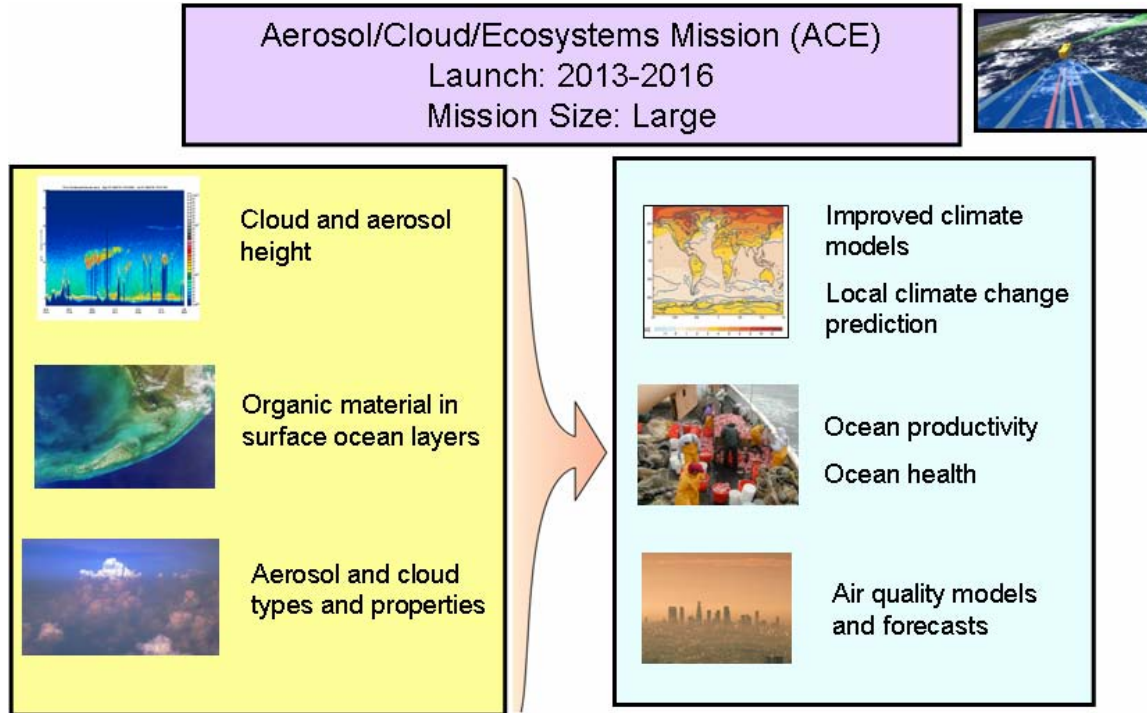 Aerosol/Cloud/Ecosystems Mission (ACE)
Launch: 2013-2016
Mission Size: Large
Cloud and aerosol
height
Organic material in
surface ocean layers
Aerosol and cloud
types and properties
Improved climate
models
Local climate change
prediction
Ocean productivity
Ocean health
Air quality models
and forecasts